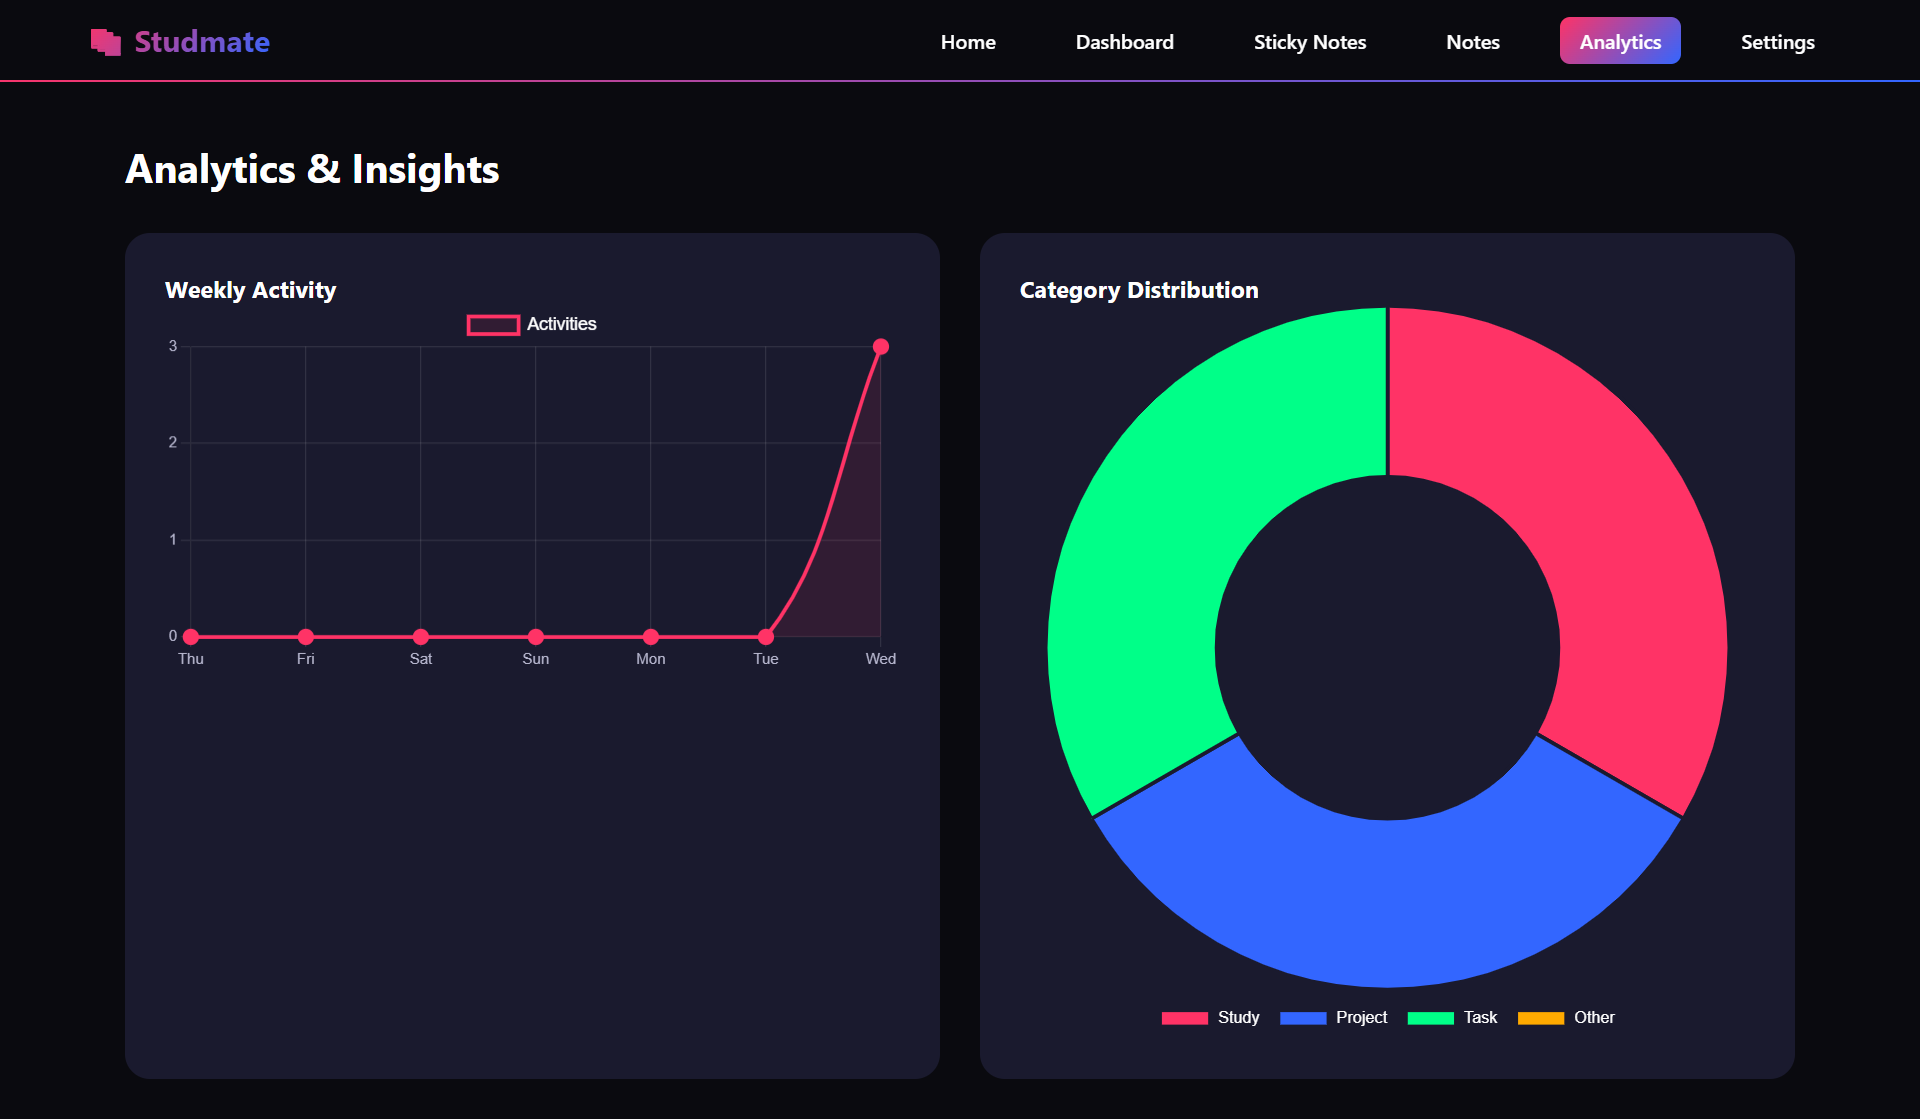 Studmate
Home Dashboard Sticky Notes Notes Analytics Settings
Analytics & Insights
Weekly Activity
Activities
3
2
1
0
Thu Fri Sat Sun Mon Tue Wed
Category Distribution
Study Project Task Other